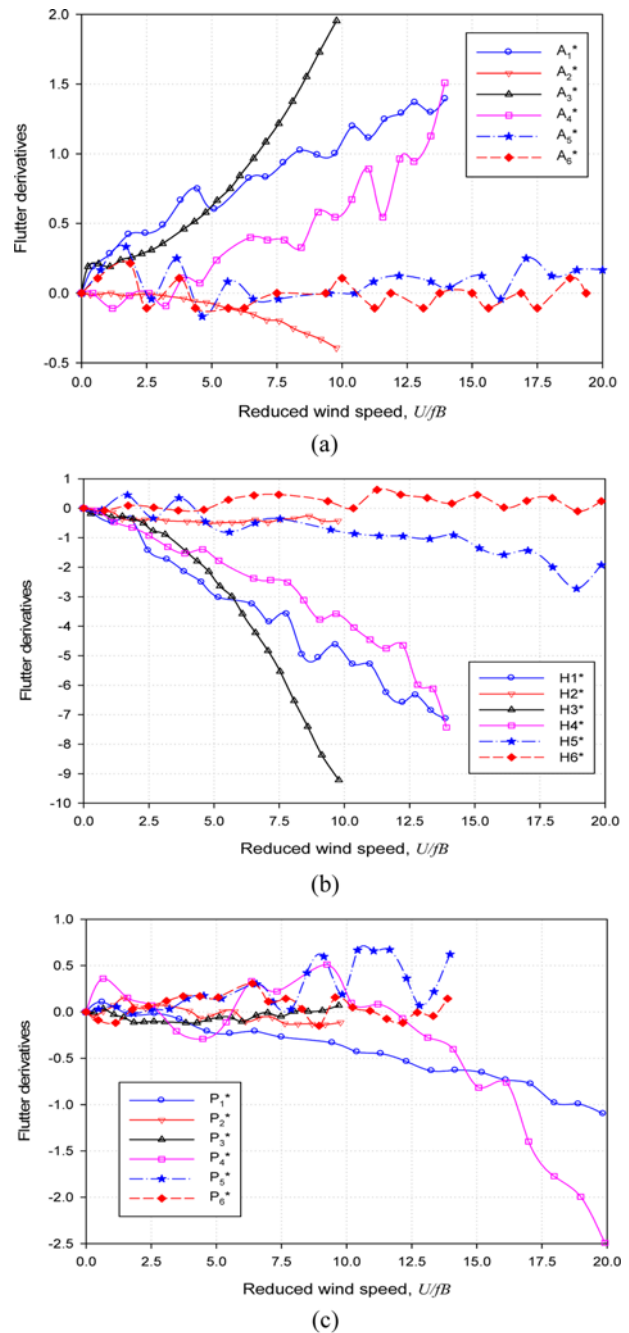 2.0
1.5
1.0
0.5
0.0
-0.5
Flutter derivatives
A1*
A2*
A3*
A4*
A5*
A6*
0.0 2.5 5.0 7.5 10.0 12.5 15.0 17.5 20.0
Reduced wind speed, U/fB
(a)
1
0
-1
-2
-3
-4
-5
-6
-7
-8
-9
-10
Flutter derivatives
H1*
H2*
H3*
H4*
H5*
H6*
0.0 2.5 5.0 7.5 10.0 12.5 15.0 17.5 20.0
Reduced wind speed, U/fB
(b)
1.0
0.5
0.0
-0.5
-1.0
-1.5
-2.0
-2.5
Flutter derivatives
P1*
P2*
P3*
P4*
P5*
P6*
0.0 2.5 5.0 7.5 10.0 12.5 15.0 17.5 20.0
Reduced wind speed, U/fB
(c)